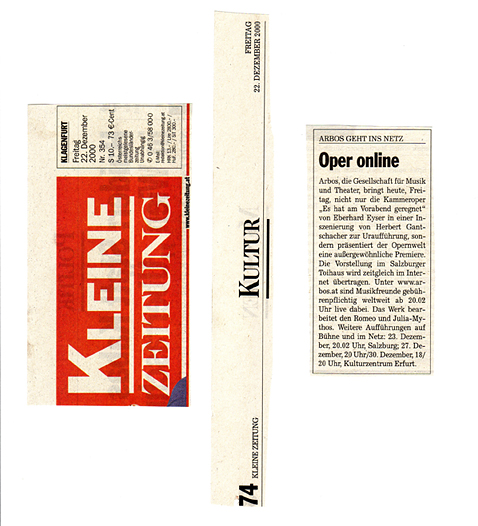 KLAGENFURT
Freitag
22. Dezember
2000
Nr. 354
S 10,– 73 €-Cent
KLEINE
ZEITUNG
www.kleinezeitung.at
FREITAG
22. DEZEMBER 2000
KULTUR
74 KLEINE ZEITUNG
ARBOS GEHT INS NETZ
Oper online
Arbos, die Gesellschaft für Musik
und Theater, bringt heute, Frei-
tag, nicht nur die Kammeroper
„Es hat am Vorabend geregnet“
von Eberhard Eyser in einer In-
szenierung von Herbert Gant-
schacher zur Uraufführung, son-
dern präsentiert der Opernwelt
eine außergewöhnliche Premiere.
Die Vorstellung im Salzburger
Toihaus wird zeitgleich im Inter-
net übertragen. Unter www.ar-
bos.at sind Musikfreunde gebüh-
renpflichtig weltweit ab 20.02
Uhr live dabei. Das Werk bear-
beitet den Romeo und Julia-My-
thos. Weitere Aufführungen auf
Bühne und im Netz: 23. Dezem-
ber, 20.02 Uhr, Salzburg; 27. De-
zember, 20 Uhr/30. Dezember, 18/
20 Uhr, Kulturzentrum Erfurt.